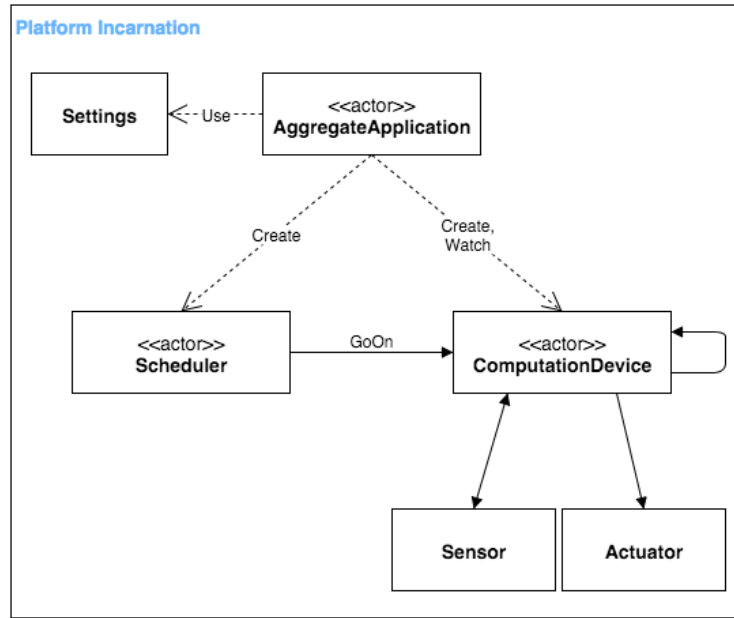 Platform Incarnation
Settings
Use
<<actor>>
AggregateApplication
Create
Create,
Watch
<<actor>>
Scheduler
GoOn
<<actor>>
ComputationDevice
Sensor
Actuator